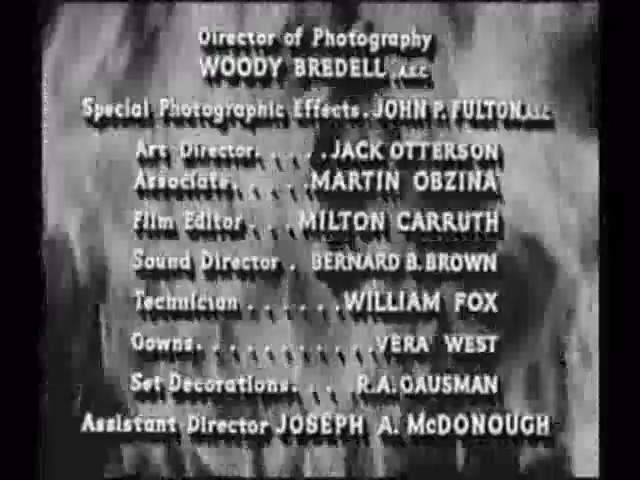 Director of Photography
WOODY BREDELL A.S.C.
Special Photographic Effects. JOHN P. FULTON A.S.C.
Art Director. . . . . JACK OTTERSON
Associate. . . . . . MARTIN OBZINA
Film Editor . . . MILTON CARRUTH
Sound Director . BERNARD B. BROWN
Technician . . . . . . WILLIAM FOX
Gowns. . . . . . . . . . . VERA WEST
Set Decorations. . . R.A. GAUSMAN
Assistant Director JOSEPH A. McDONOUGH